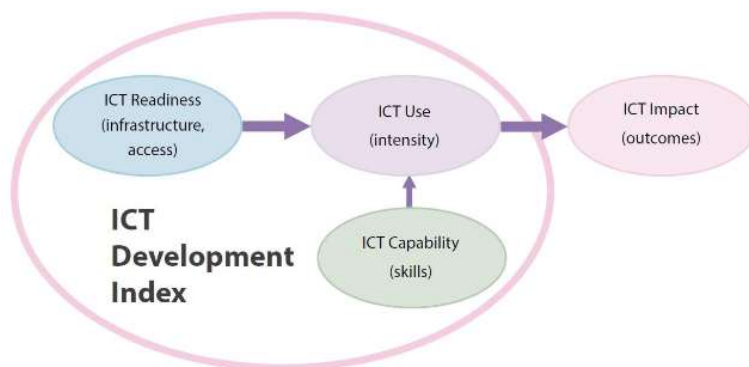 ICT Readiness
(infrastructure,
access)
ICT Use
(intensity)
ICT Impact
(outcomes)
ICT
Development
Index
ICT Capability
(skills)